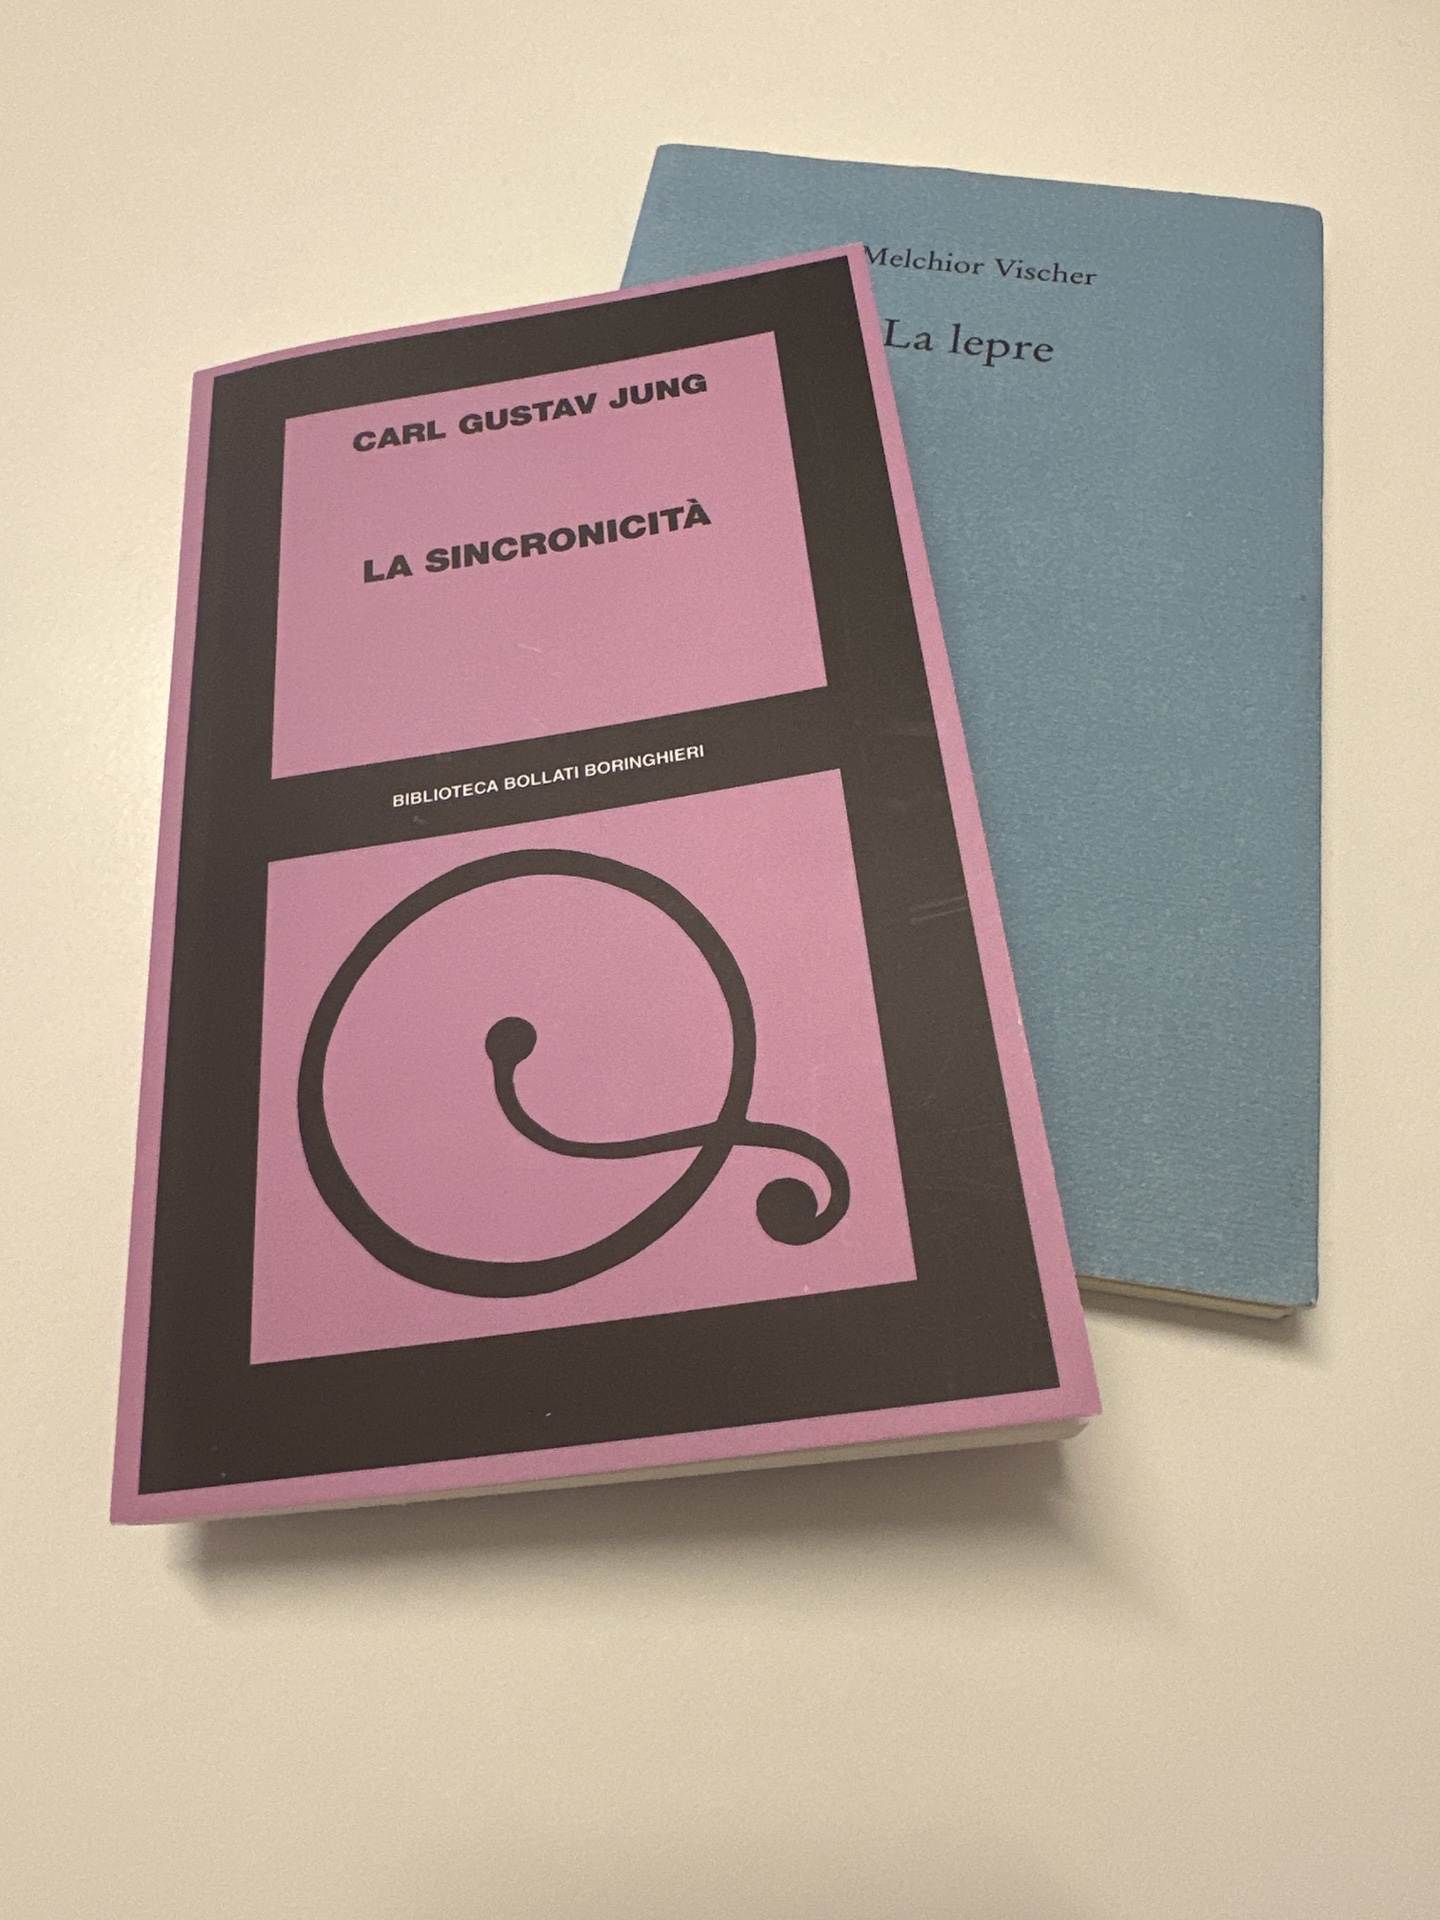 Melchior Vischer
La lepre
CARL GUSTAV JUNG
LA SINCRONICITÀ
BIBLIOTECA BOLLATI BORINGHIERI